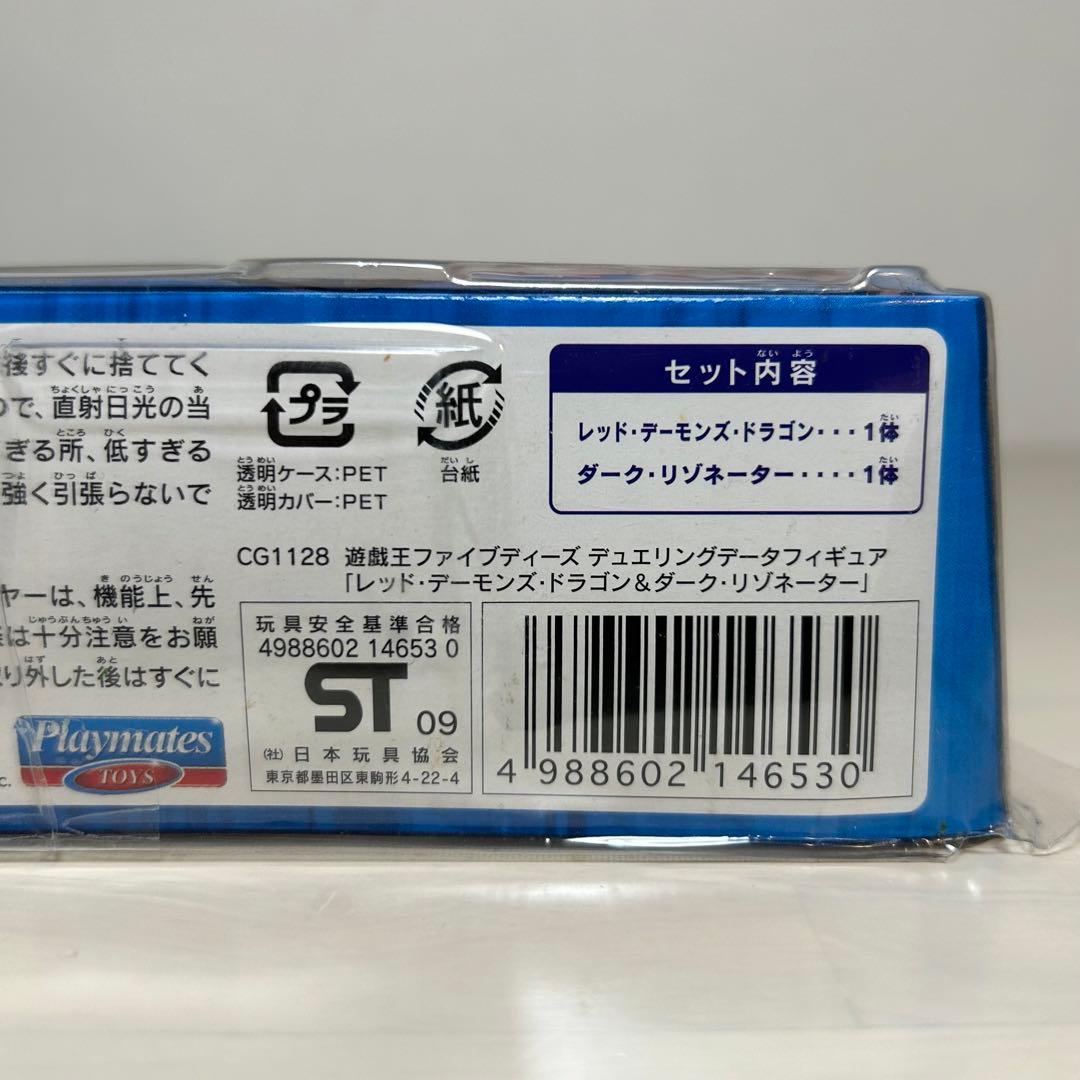 後すぐに捨ててく
で、直射日光の当
ぎる所、低すぎる
強く引張らないで
ヤーは、機能上、先
は十分注意をお願
り外した後はすぐに
プラ
透明ケース:PET
透明カバー:PET
紙
台紙
セット内容
レッド・デーモンズ・ドラゴン・・・1体
ダーク・リゾネーター・・・・1体
CG1128 遊戯王ファイブディーズ デュエリングデータフィギュア
「レッド・デーモンズ・ドラゴン&ダーク・リゾネーター」
玩具安全基準合格
4988602 14653 0
ST 09
(社)日本玩具協会
東京都墨田区東駒形4-22-4
4 988602 146530
Playmates
TOYS
c.